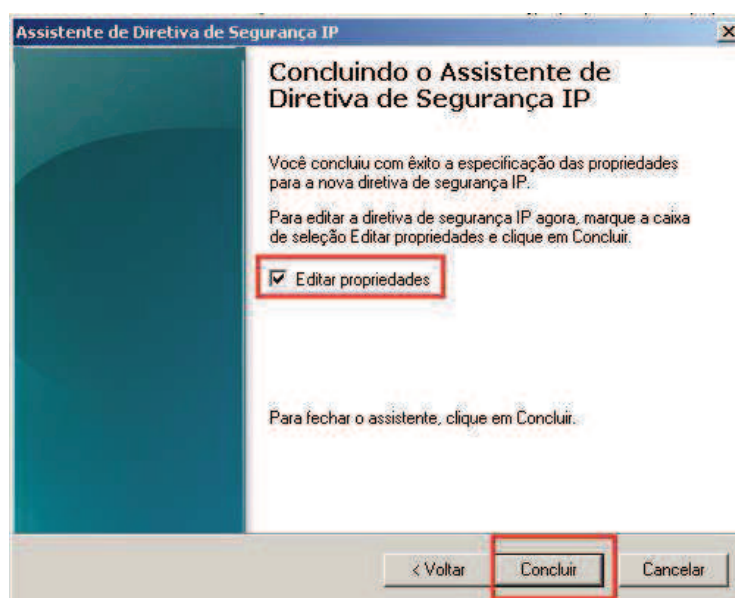 Assistente de Diretiva de Segurança IP
Concluindo o Assistente de
Diretiva de Segurança IP
Você concluiu com êxito a especificação das propriedades
para a nova diretiva de segurança IP.
Para editar a diretiva de segurança IP agora, marque a caixa
de seleção Editar propriedades e clique em Concluir.
Editar propriedades
Para fechar o assistente, clique em Concluir.
< Voltar Concluir Cancelar